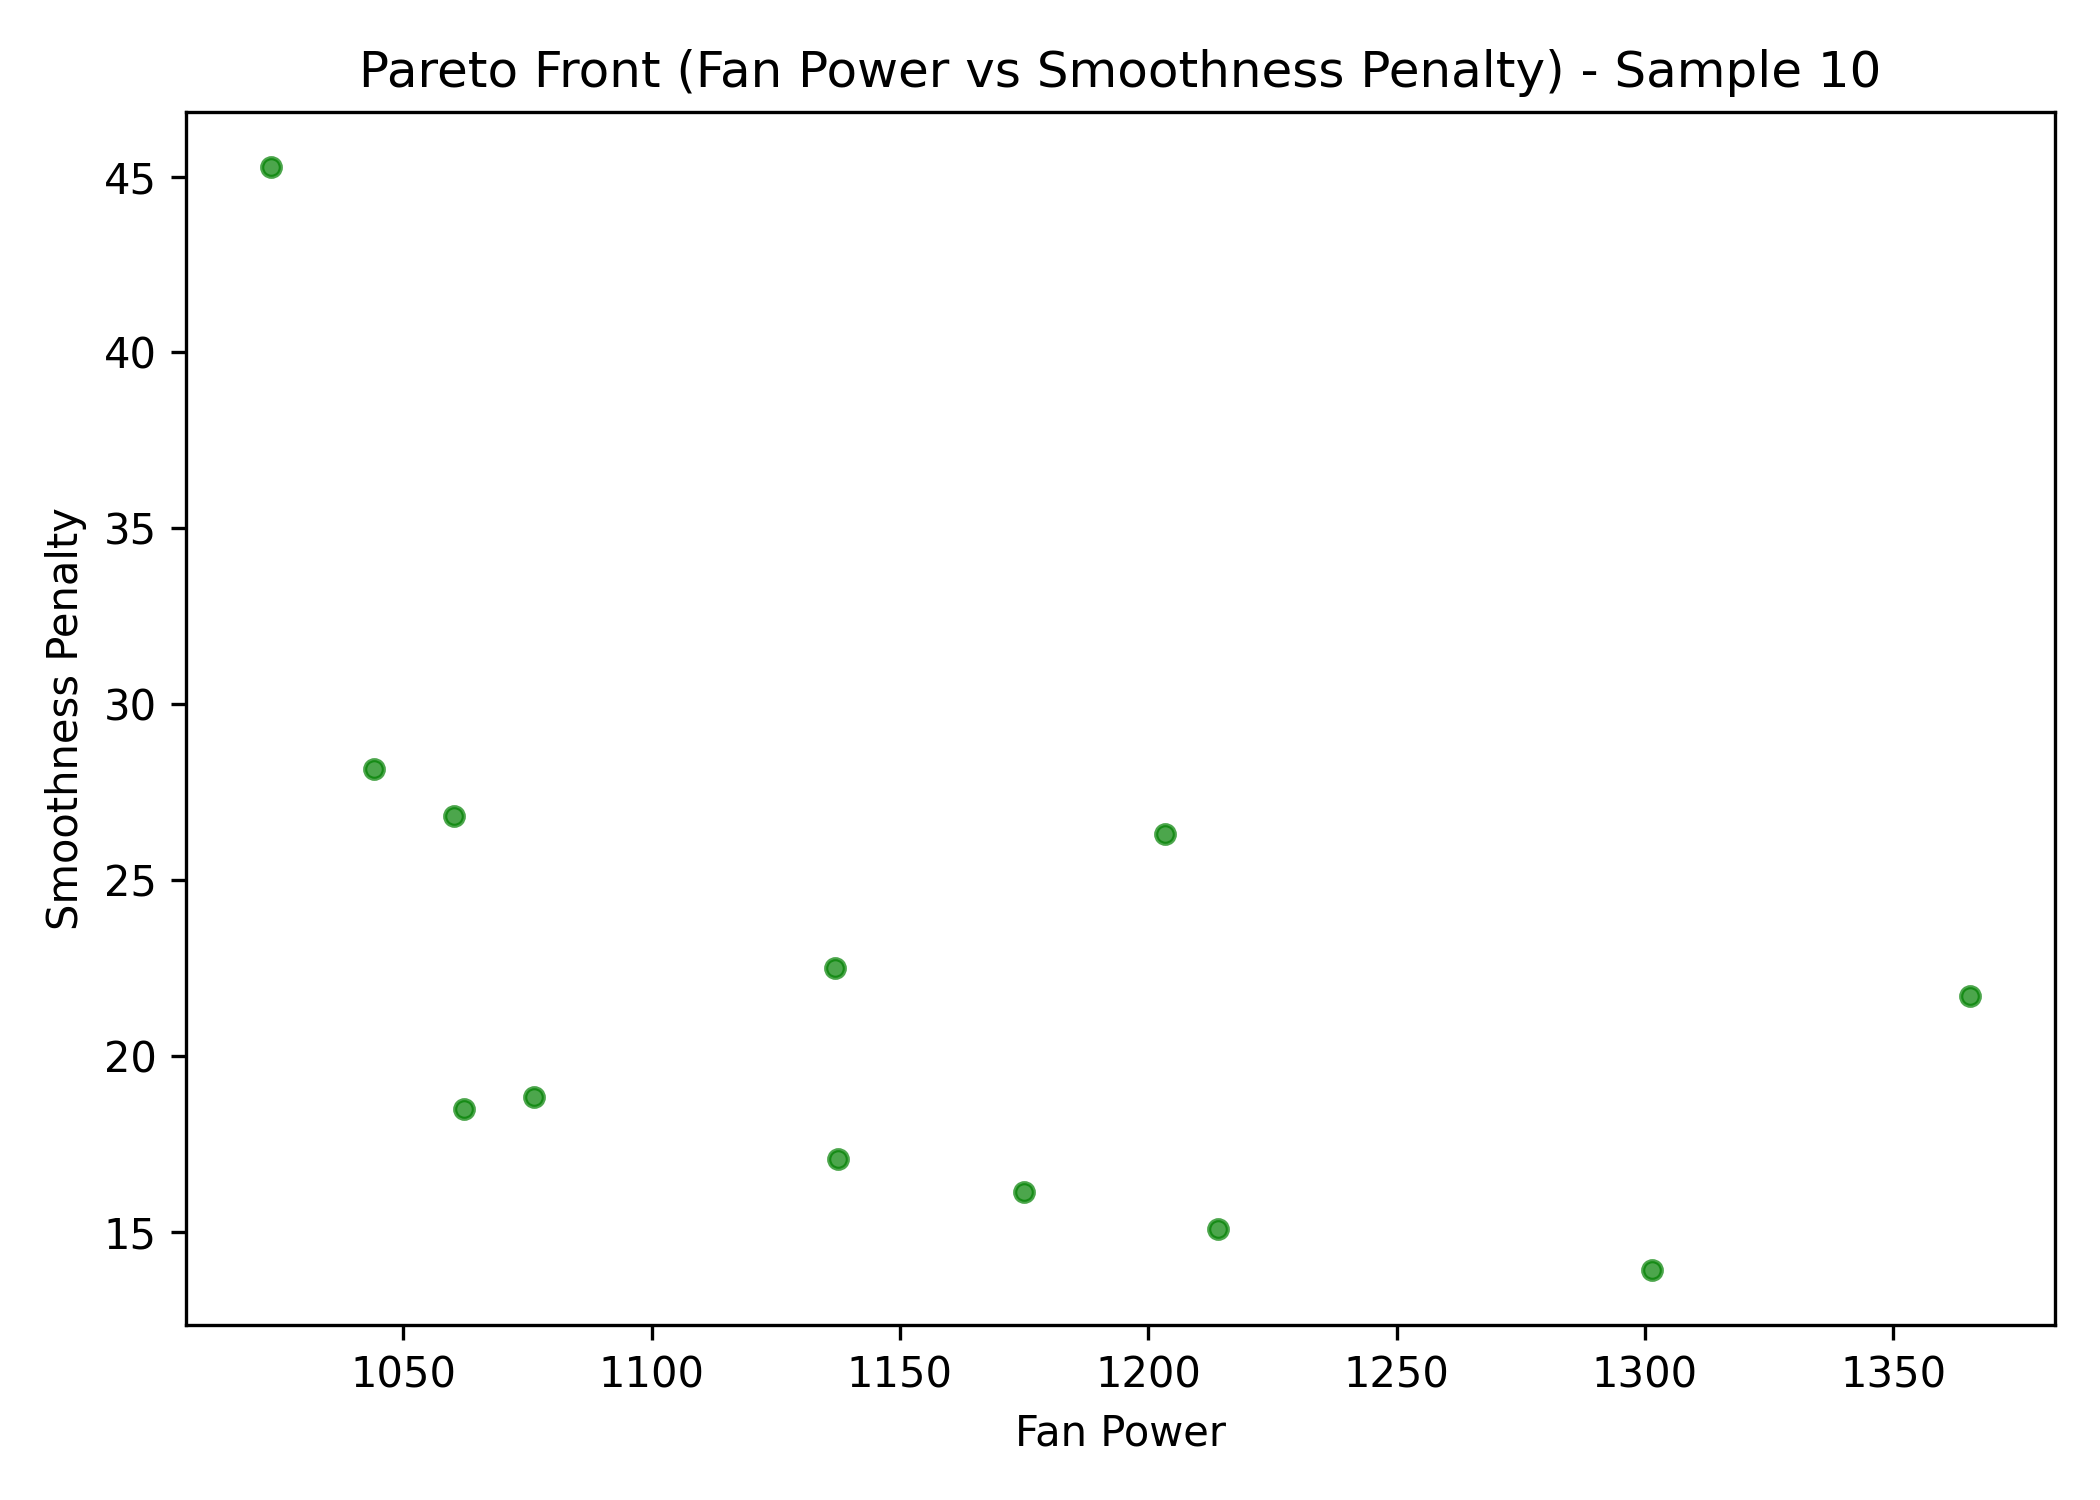 Pareto Front (Fan Power vs Smoothness Penalty) - Sample 10
Smoothness Penalty
45
40
35
30
25
20
15
1050 1100 1150 1200 1250 1300 1350
Fan Power